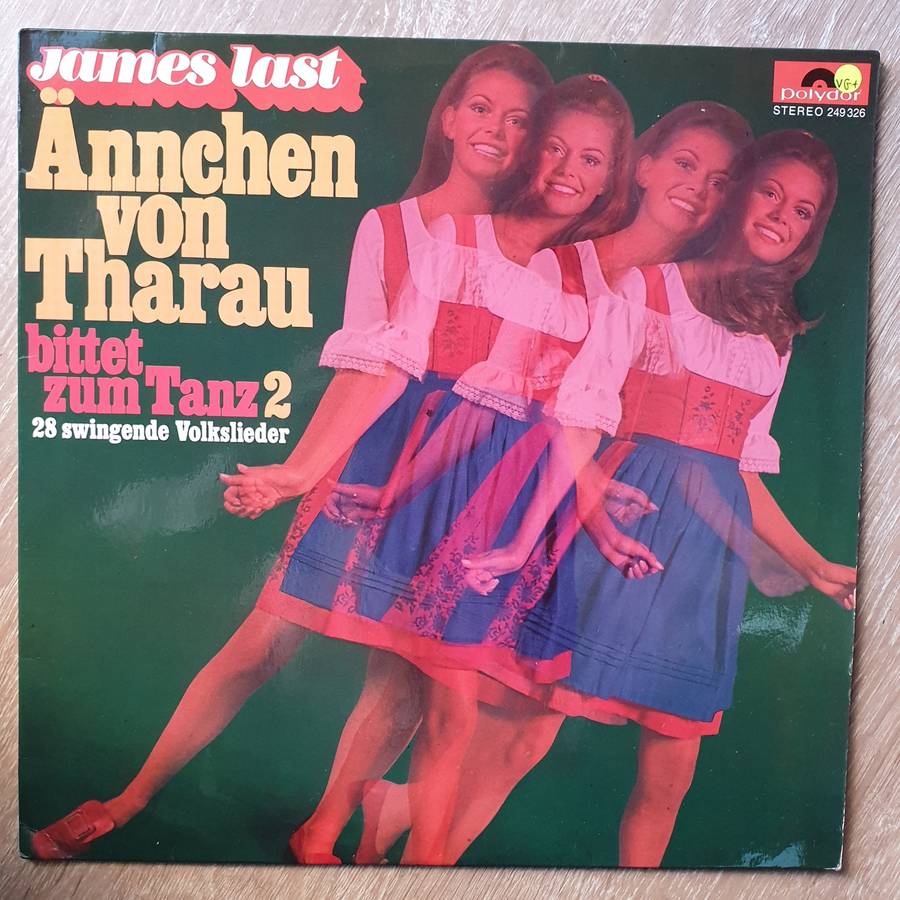 James last
Ännchen
von
Tharau
bittet
zum Tanz 2
28 swingende Volkslieder
VG+
Polydor
STEREO 249 326